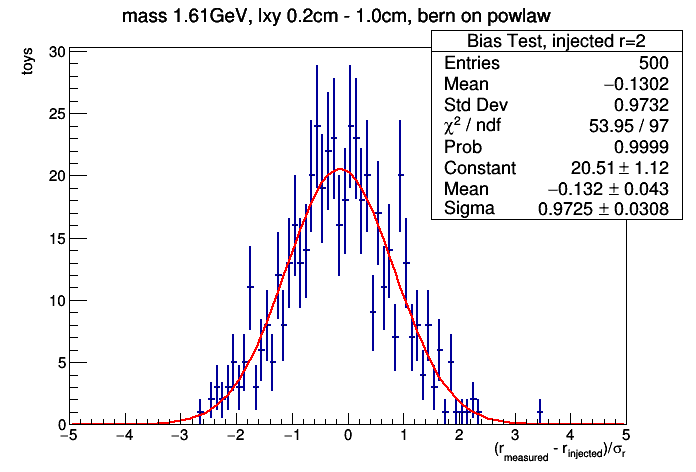 mass 1.61GeV, lxy 0.2cm - 1.0cm, bern on powlaw
toys
Bias Test, injected r=2
Entries 500
Mean −0.1302
Std Dev 0.9732
χ² / ndf 53.95 / 97
Prob 0.9999
Constant 20.51 ± 1.12
Mean −0.132 ± 0.043
Sigma 0.9725 ± 0.0308
30
25
20
15
10
5
0
−5 −4 −3 −2 −1 0 1 2 3 4 5
(r_measured - r_injected)/σ_r